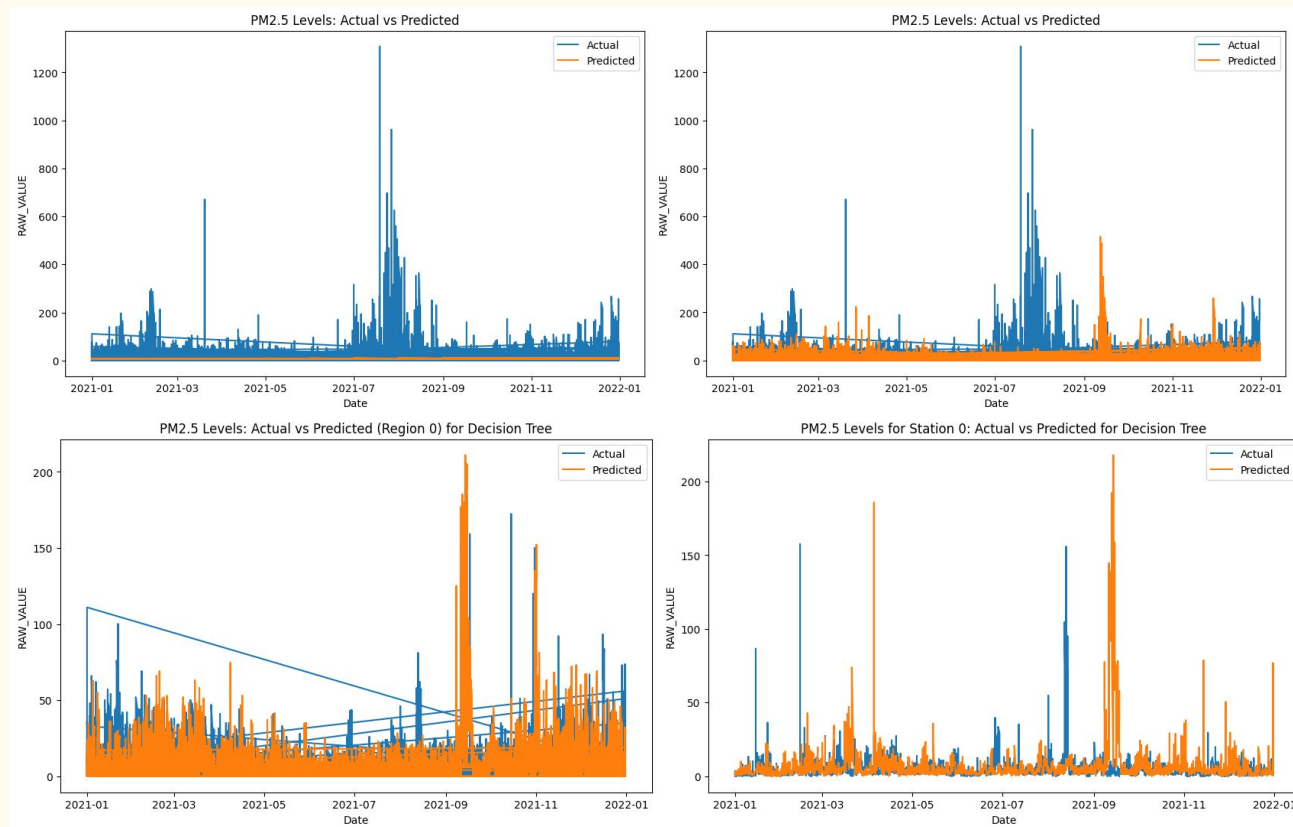 PM2.5 Levels: Actual vs Predicted
Actual
Predicted
1200
1000
800
600
400
200
0
RAW_VALUE
2021-01 2021-03 2021-05 2021-07 2021-09 2021-11 2022-01
Date
PM2.5 Levels: Actual vs Predicted
Actual
Predicted
1200
1000
800
600
400
200
0
RAW_VALUE
2021-01 2021-03 2021-05 2021-07 2021-09 2021-11 2022-01
Date
PM2.5 Levels: Actual vs Predicted (Region 0) for Decision Tree
Actual
Predicted
200
150
100
50
0
RAW_VALUE
2021-01 2021-03 2021-05 2021-07 2021-09 2021-11 2022-01
Date
PM2.5 Levels for Station 0: Actual vs Predicted for Decision Tree
Actual
Predicted
200
150
100
50
0
RAW_VALUE
2021-01 2021-03 2021-05 2021-07 2021-09 2021-11 2022-01
Date